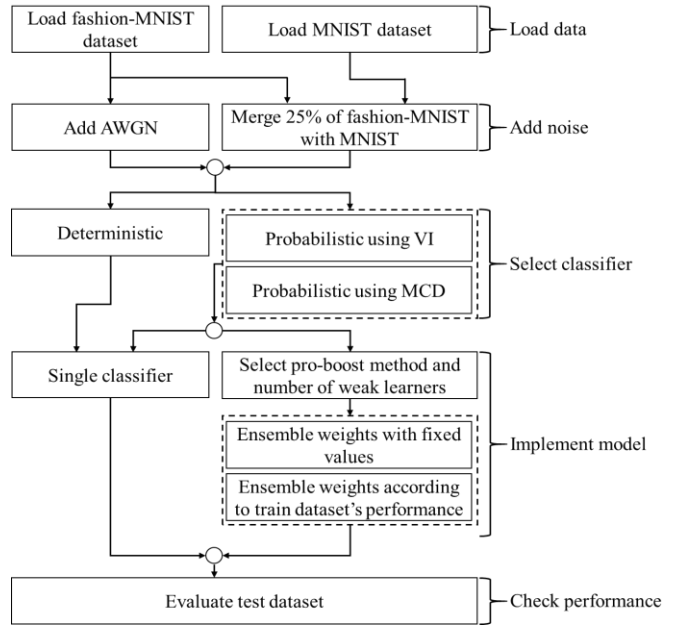 Load fashion-MNIST
dataset
Load MNIST dataset
Load data
Add AWGN
Merge 25% of fashion-MNIST
with MNIST
Add noise
Deterministic
Probabilistic using VI
Probabilistic using MCD
Select classifier
Single classifier
Select pro-boost method and
number of weak learners
Ensemble weights with fixed
values
Ensemble weights according
to train dataset's performance
Implement model
Evaluate test dataset
Check performance